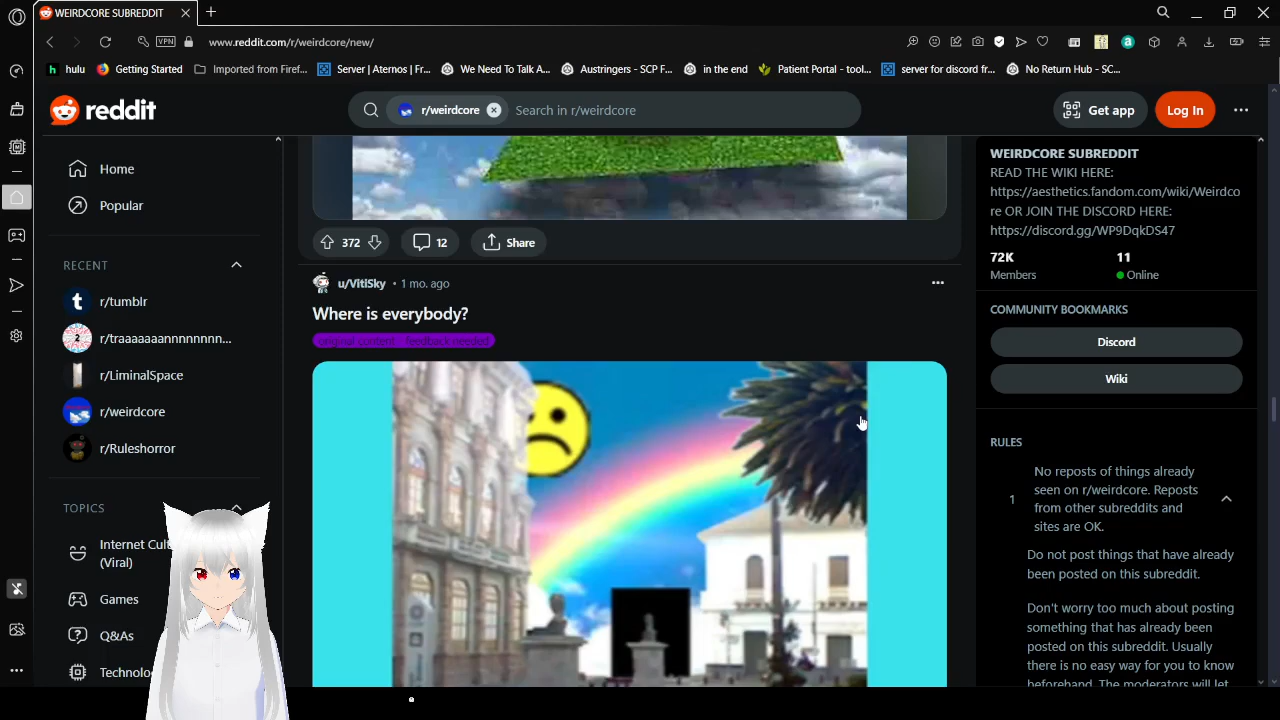 WEIRDCORE SUBREDDIT
VPN
www.reddit.com/r/weirdcore/new/
hulu
Getting Started
Imported from Firef...
Server | Aternos | Fr...
We Need To Talk A...
Austringers - SCP F...
in the end
Patient Portal - tool...
server for discord fr...
No Return Hub - SC...
reddit
r/weirdcore
Search in r/weirdcore
Get app
Log In
Home
Popular
RECENT
r/tumblr
r/traaaaaaannnnnnnn...
r/LiminalSpace
r/weirdcore
r/Ruleshorror
TOPICS
Internet Cul
(Viral)
Games
Q&As
Technolo
372
12
Share
u/VitiSky • 1 mo. ago
Where is everybody?
original content - feedback needed
WEIRDCORE SUBREDDIT
READ THE WIKI HERE:
https://aesthetics.fandom.com/wiki/Weirdco
re OR JOIN THE DISCORD HERE:
https://discord.gg/WP9DqkDS47
72K
Members
11
Online
COMMUNITY BOOKMARKS
Discord
Wiki
RULES
1
No reposts of things already
seen on r/weirdcore. Reposts
from other subreddits and
sites are OK.
Do not post things that have already
been posted on this subreddit.
Don't worry too much about posting
something that has already been
posted on this subreddit. Usually
there is no easy way for you to know
beforehand. The moderators will let